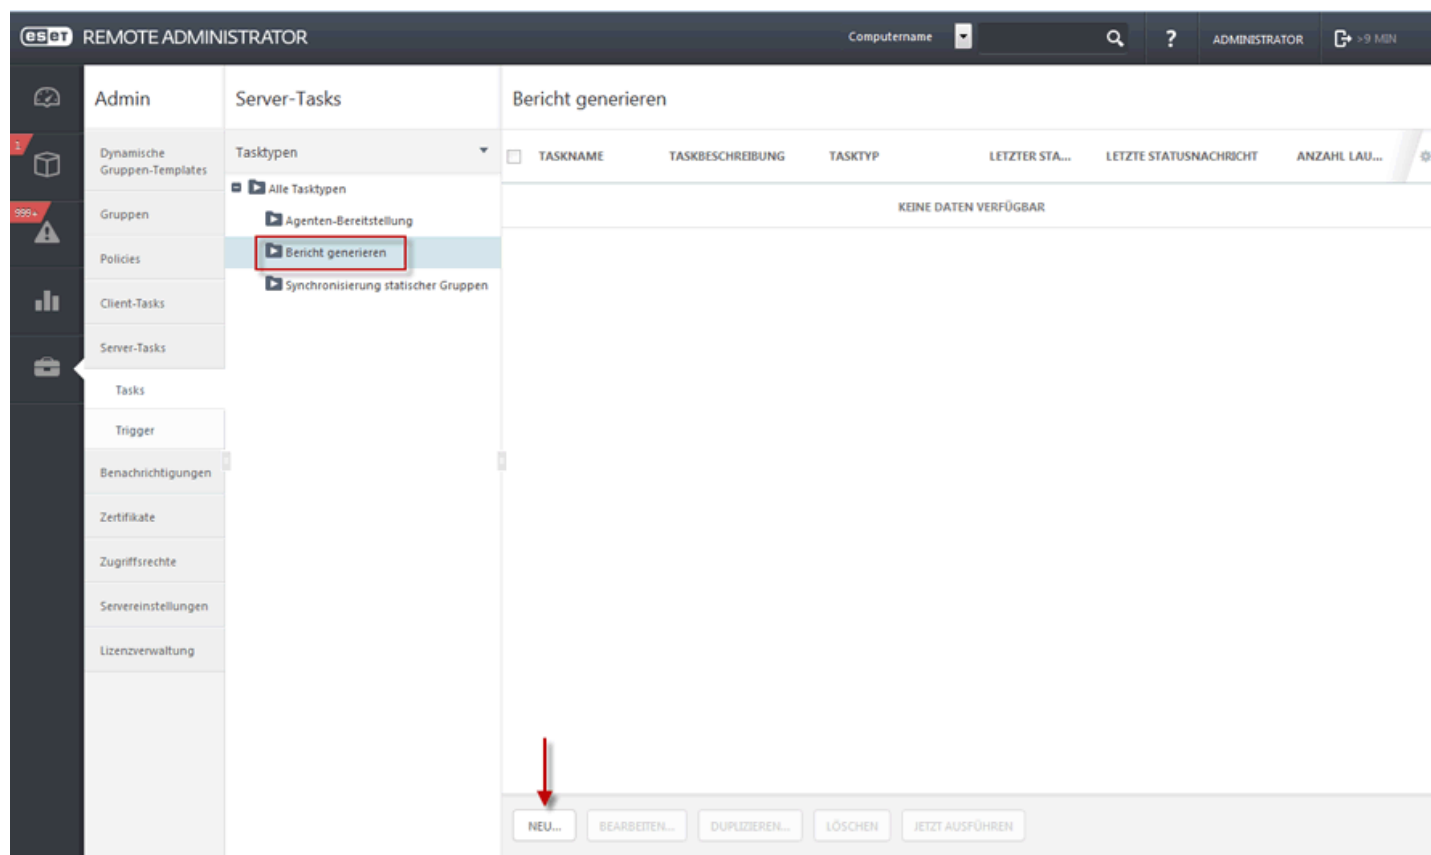 eset REMOTE ADMINISTRATOR
Computername
?
ADMINISTRATOR
>9 MIN
1
999+
Admin
Dynamische
Gruppen-Templates
Gruppen
Policies
Client-Tasks
Server-Tasks
Tasks
Trigger
Benachrichtigungen
Zertifikate
Zugriffsrechte
Servereinstellungen
Lizenzverwaltung
Server-Tasks
Tasktypen
Alle Tasktypen
Agenten-Bereitstellung
Bericht generieren
Synchronisierung statischer Gruppen
Bericht generieren
TASKNAME TASKBESCHREIBUNG TASKTYP LETZTER STA... LETZTE STATUSNACHRICHT ANZAHL LAU...
KEINE DATEN VERFÜGBAR
NEU... BEARBEITEN... DUPLIZIEREN... LÖSCHEN JETZT AUSFÜHREN